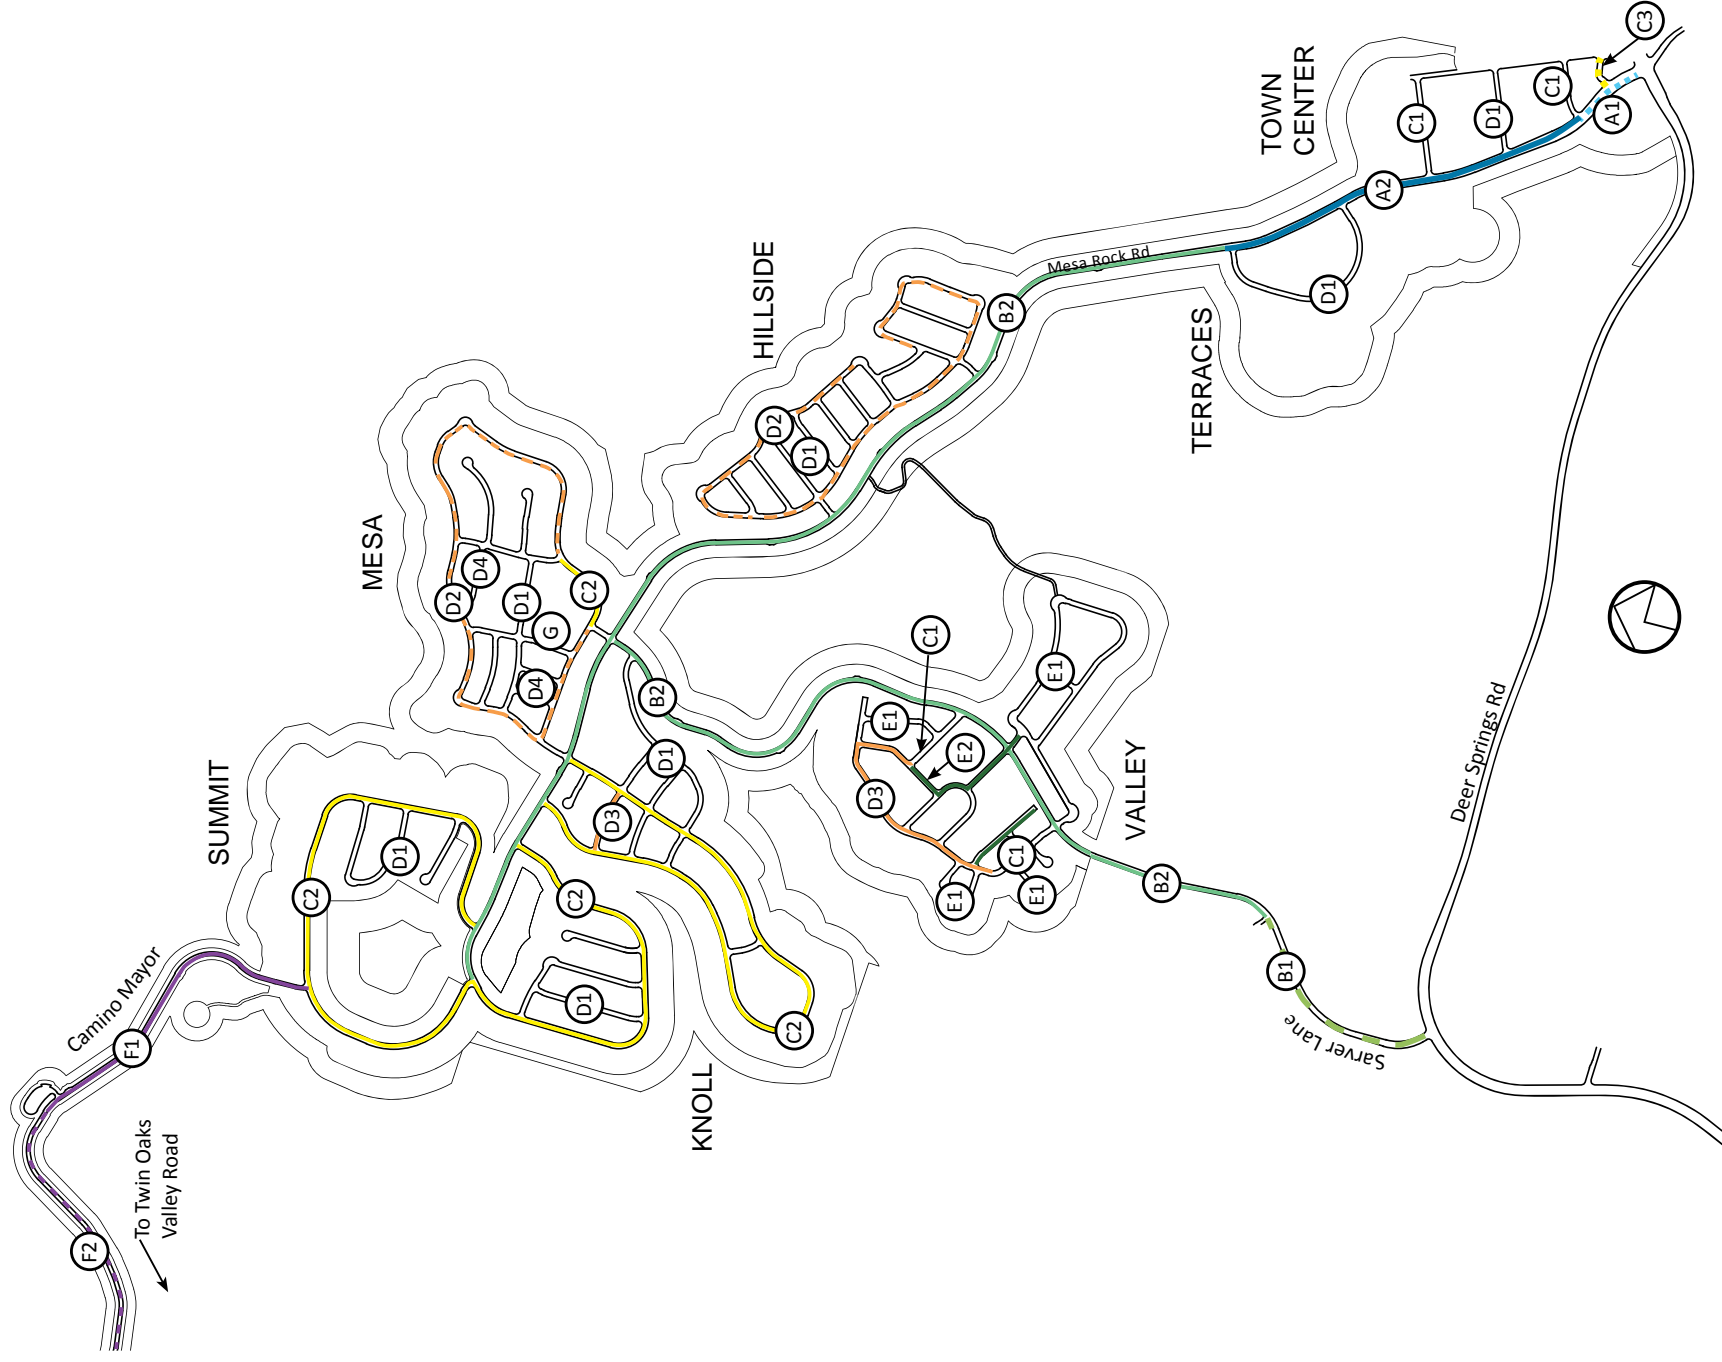 C3
TOWN
CENTER
C1
D1
C1
A1
A2
Mesa Rock Rd
D1
TERRACES
HILLSIDE
B2
D2
D1
MESA
D4
D2
D1
C2
G
D4
C1
E1
B2
E1
E2
D1
D3
D3
Deer Springs Rd
VALLEY
SUMMIT
D1
C2
C2
C1
E1
E1
B2
B1
Sarver Lane
Camino Mayor
F1
D1
C2
KNOLL
To Twin Oaks
Valley Road
F2